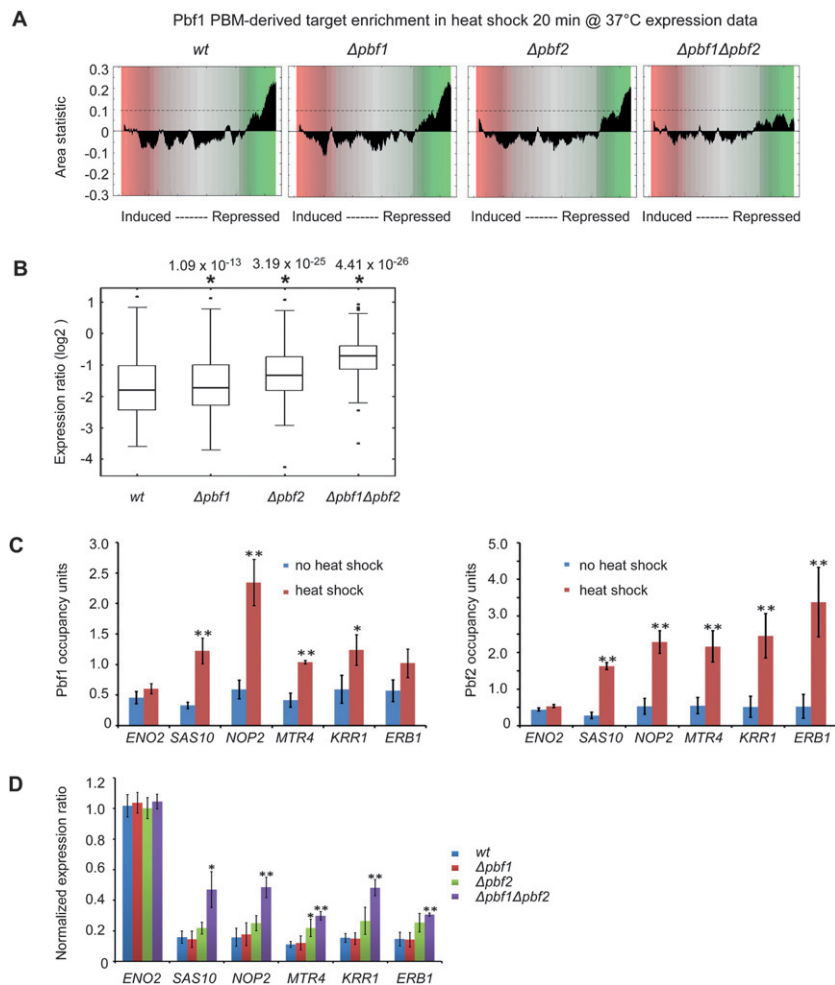 A
Pbf1 PBM-derived target enrichment in heat shock 20 min @ 37°C expression data
wt
Δpbf1
Δpbf2
Δpbf1Δpbf2
Area statistic
0.3
0.2
0.1
0
-0.1
-0.2
-0.3
Induced ------- Repressed
Induced ------- Repressed
Induced ------- Repressed
Induced ------- Repressed
B
1.09 x 10-13
3.19 x 10-25
4.41 x 10-26
* * *
Expression ratio (log2 )
1
0
-1
-2
-3
-4
wt Δpbf1 Δpbf2 Δpbf1Δpbf2
C
Pbf1 occupancy units
3.0
2.5
2.0
1.5
1.0
0.5
0
no heat shock
heat shock
** ** ** *
ENO2 SAS10 NOP2 MTR4 KRR1 ERB1
Pbf2 occupancy units
5.0
4.0
3.0
2.0
1.0
0
no heat shock
heat shock
** ** ** ** **
ENO2 SAS10 NOP2 MTR4 KRR1 ERB1
D
Normalized expression ratio
1.2
1.0
0.8
0.6
0.4
0.2
0
* ** * ** ** **
wt
Δpbf1
Δpbf2
Δpbf1Δpbf2
ENO2 SAS10 NOP2 MTR4 KRR1 ERB1